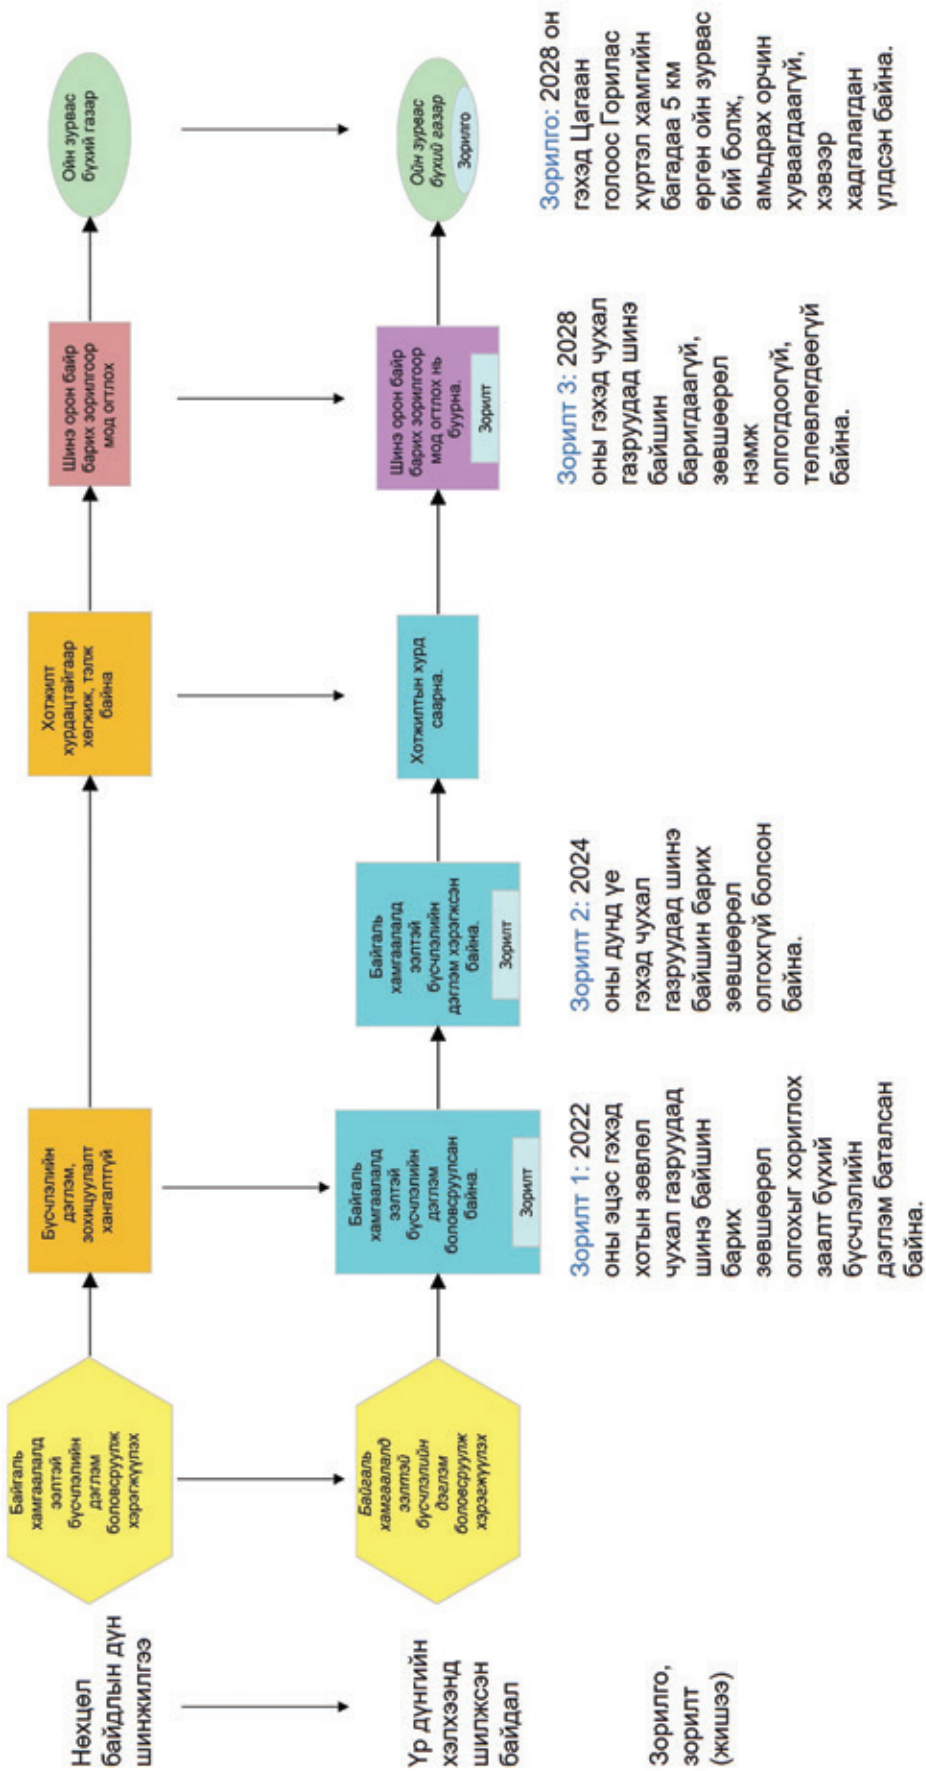 Нөхцөл
байдлын дүн
шинжилгээ
Байгаль
хамгаалалд
ээлтэй
бүсчлэлийн
дэглэм
боловсруулж
хэрэгжүүлэх
Бүсчлэлийн
дэглэм,
зохицуулалт
хангалтгүй
Хотжилт
хурдацтайгаар
хөгжиж, тэлж
байна
Шинэ орон байр
барих зорилгоор
мод огтлох
Ойн зурвас
бүхий газар
Үр дүнгийн
хэлхээнд
шилжсэн
байдал
Байгаль
хамгаалалд
ээлтэй
бүсчлэлийн
дэглэм
боловсруулж
хэрэгжүүлэх
Байгаль
хамгаалалд
ээлтэй
бүсчлэлийн
дэглэм
боловсруулсан
байна.
Зорилт
Байгаль
хамгаалалд
ээлтэй
бүсчлэлийн
дэглэм хэрэгжсэн
байна.
Зорилт
Хотжилтын хурд
саарна.
Шинэ орон байр
барих зорилгоор
мод огтлох нь
буурна.
Зорилт
Ойн зурвас
бүхий газар
Зорилго
Зорилго,
зорилт
(жишээ)
Зорилт 1: 2022
оны эцэс гэхэд
хотын зөвлөл
чухал газруудад
шинэ байшин
барих
зөвшөөрөл
олгохыг хориглох
заалт бүхий
бүсчлэлийн
дэглэм баталсан
байна.
Зорилт 2: 2024
оны дунд үе
гэхэд чухал
газруудад шинэ
байшин барих
зөвшөөрөл
олгохгүй болсон
байна.
Зорилт 3: 2028
оны гэхэд чухал
газруудад шинэ
байшин
баригдаагүй,
зөвшөөрөл
нэмж
олгогдоогүй,
төлөвлөгдөөгүй
байна.
Зорилго: 2028 он
гэхэд Цагаан
голоос Горилас
хүртэл хамгийн
багадаа 5 км
өргөн ойн зурвас
бий болж,
амьдрах орчин
хуваагдаагүй,
хэвээр
хадгалагдан
үлдсэн байна.